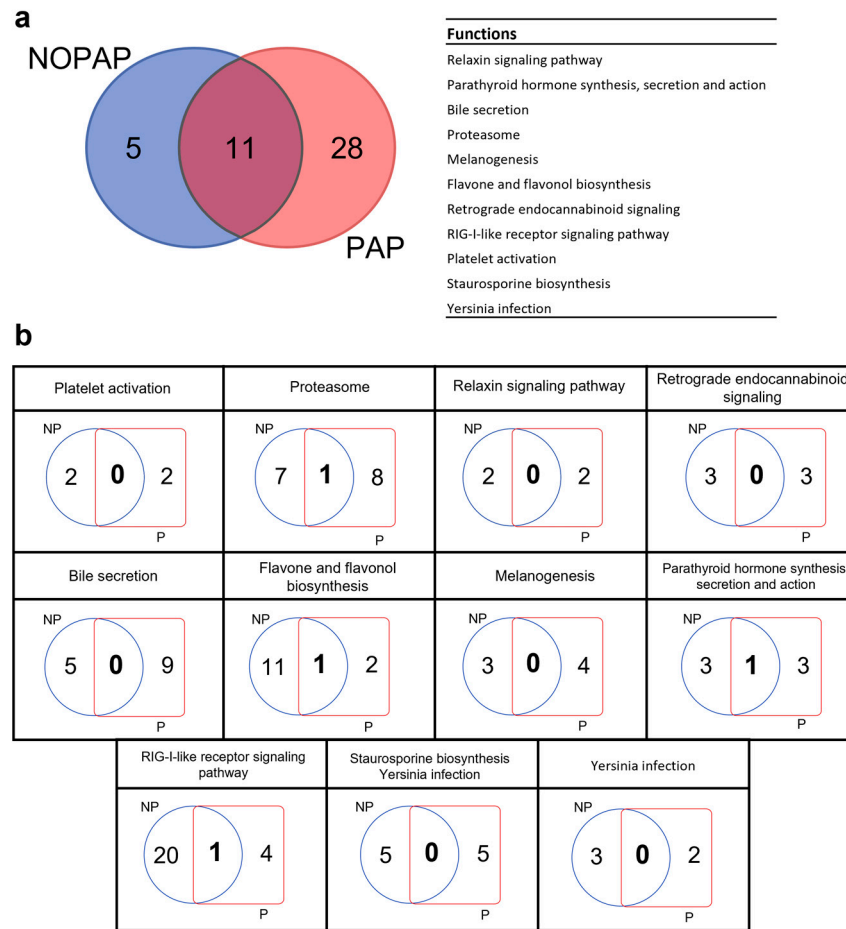 a
NOPAP
5
11
28
PAP
Functions
Relaxin signaling pathway
Parathyroid hormone synthesis, secretion and action
Bile secretion
Proteasome
Melanogenesis
Flavone and flavonol biosynthesis
Retrograde endocannabinoid signaling
RIG-I-like receptor signaling pathway
Platelet activation
Staurosporine biosynthesis
Yersinia infection
b
Platelet activation
NP
2
0
2
P
Proteasome
NP
7
1
8
P
Relaxin signaling pathway
NP
2
0
2
P
Retrograde endocannabinoid
signaling
NP
3
0
3
P
Bile secretion
NP
5
0
9
P
Flavone and flavonol
biosynthesis
NP
11
1
2
P
Melanogenesis
NP
3
0
4
P
Parathyroid hormone synthesis
secretion and action
NP
3
1
3
P
RIG-I-like receptor signaling
pathway
NP
20
1
4
P
Staurosporine biosynthesis
Yersinia infection
NP
5
0
5
P
Yersinia infection
NP
3
0
2
P